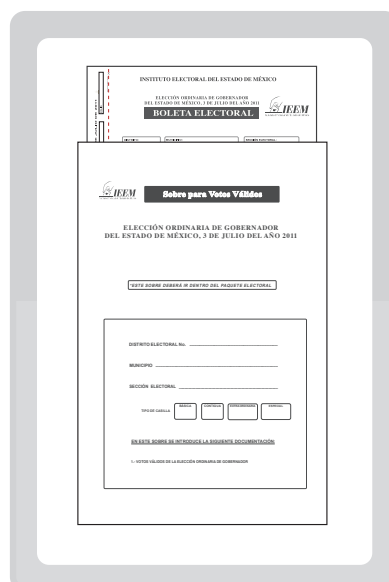 INSTITUTO ELECTORAL DEL ESTADO DE MÉXICO
ELECCIÓN ORDINARIA DE GOBERNADOR
DEL ESTADO DE MÉXICO, 3 DE JULIO DEL AÑO 2011
BOLETA ELECTORAL
IEEM
IEEM
Sobre para Votos Válidos
ELECCIÓN ORDINARIA DE GOBERNADOR
DEL ESTADO DE MÉXICO, 3 DE JULIO DEL AÑO 2011
*ESTE SOBRE DEBERÁ IR DENTRO DEL PAQUETE ELECTORAL
DISTRITO ELECTORAL No.
MUNICIPIO
SECCIÓN ELECTORAL
TIPO DE CASILLA BÁSICA CONTIGUA EXTRAORDINARIA ESPECIAL
EN ESTE SOBRE SE INTRODUCE LA SIGUIENTE DOCUMENTACIÓN:
1.- VOTOS VÁLIDOS DE LA ELECCIÓN ORDINARIA DE GOBERNADOR